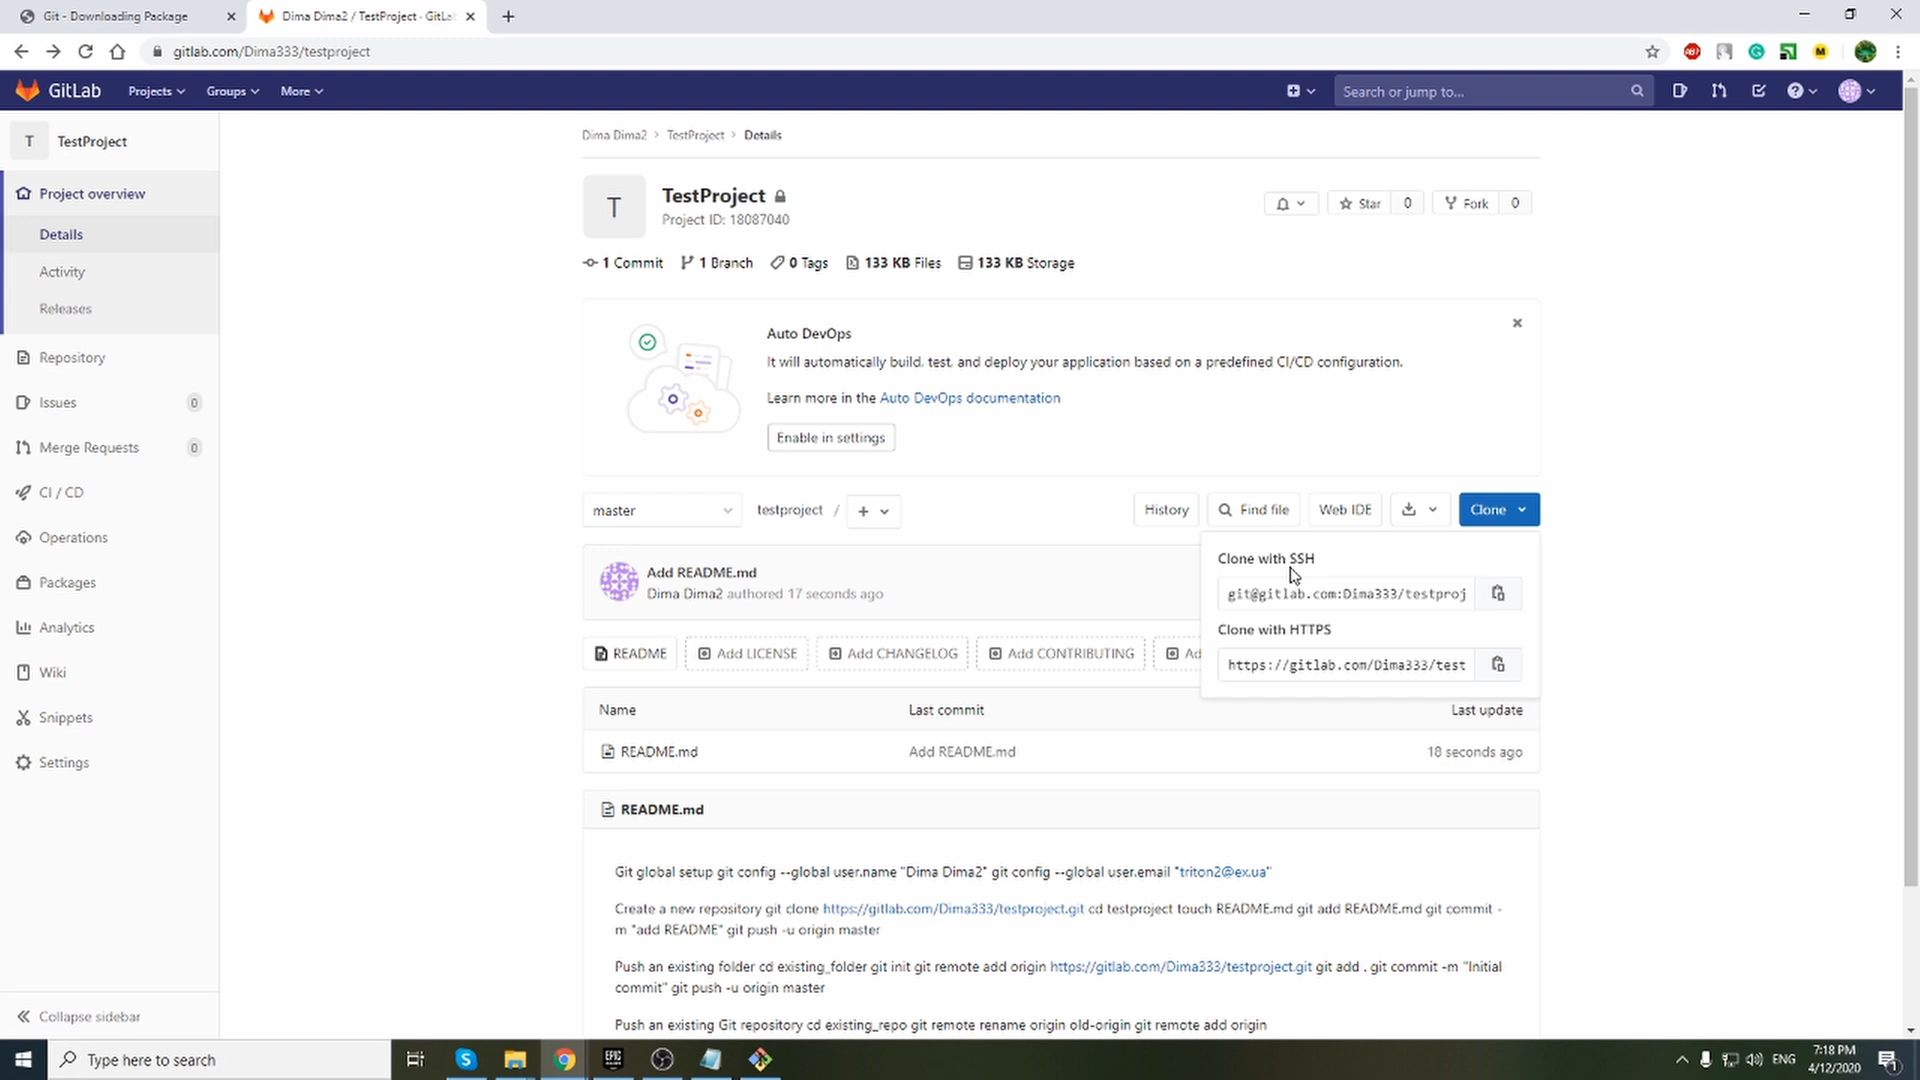 Git - Downloading Package
Dima Dima2 / TestProject · GitLab
gitlab.com/Dima333/testproject
GitLab
Projects
Groups
More
Search or jump to...
T
TestProject
Project overview
Details
Activity
Releases
Repository
Issues
0
Merge Requests
0
CI / CD
Operations
Packages
Analytics
Wiki
Snippets
Settings
Collapse sidebar
Dima Dima2 > TestProject > Details
T
TestProject
Project ID: 18087040
Star
0
Fork
0
1 Commit
1 Branch
0 Tags
133 KB Files
133 KB Storage
Auto DevOps
It will automatically build, test, and deploy your application based on a predefined CI/CD configuration.
Learn more in the Auto DevOps documentation
Enable in settings
master
testproject /
+
History
Find file
Web IDE
Clone
Clone with SSH
git@gitlab.com:Dima333/testproj
Clone with HTTPS
https://gitlab.com/Dima333/test
Add README.md
Dima Dima2 authored 17 seconds ago
README
Add LICENSE
Add CHANGELOG
Add CONTRIBUTING
Ad
Name
Last commit
Last update
README.md
Add README.md
18 seconds ago
README.md
Git global setup git config --global user.name "Dima Dima2" git config --global user.email "triton2@ex.ua"
Create a new repository git clone https://gitlab.com/Dima333/testproject.git cd testproject touch README.md git add README.md git commit -
m "add README" git push -u origin master
Push an existing folder cd existing_folder git init git remote add origin https://gitlab.com/Dima333/testproject.git git add . git commit -m "Initial
commit" git push -u origin master
Push an existing Git repository cd existing_repo git remote rename origin old-origin git remote add origin
Type here to search
EPIC
ENG
7:18 PM
4/12/2020
1